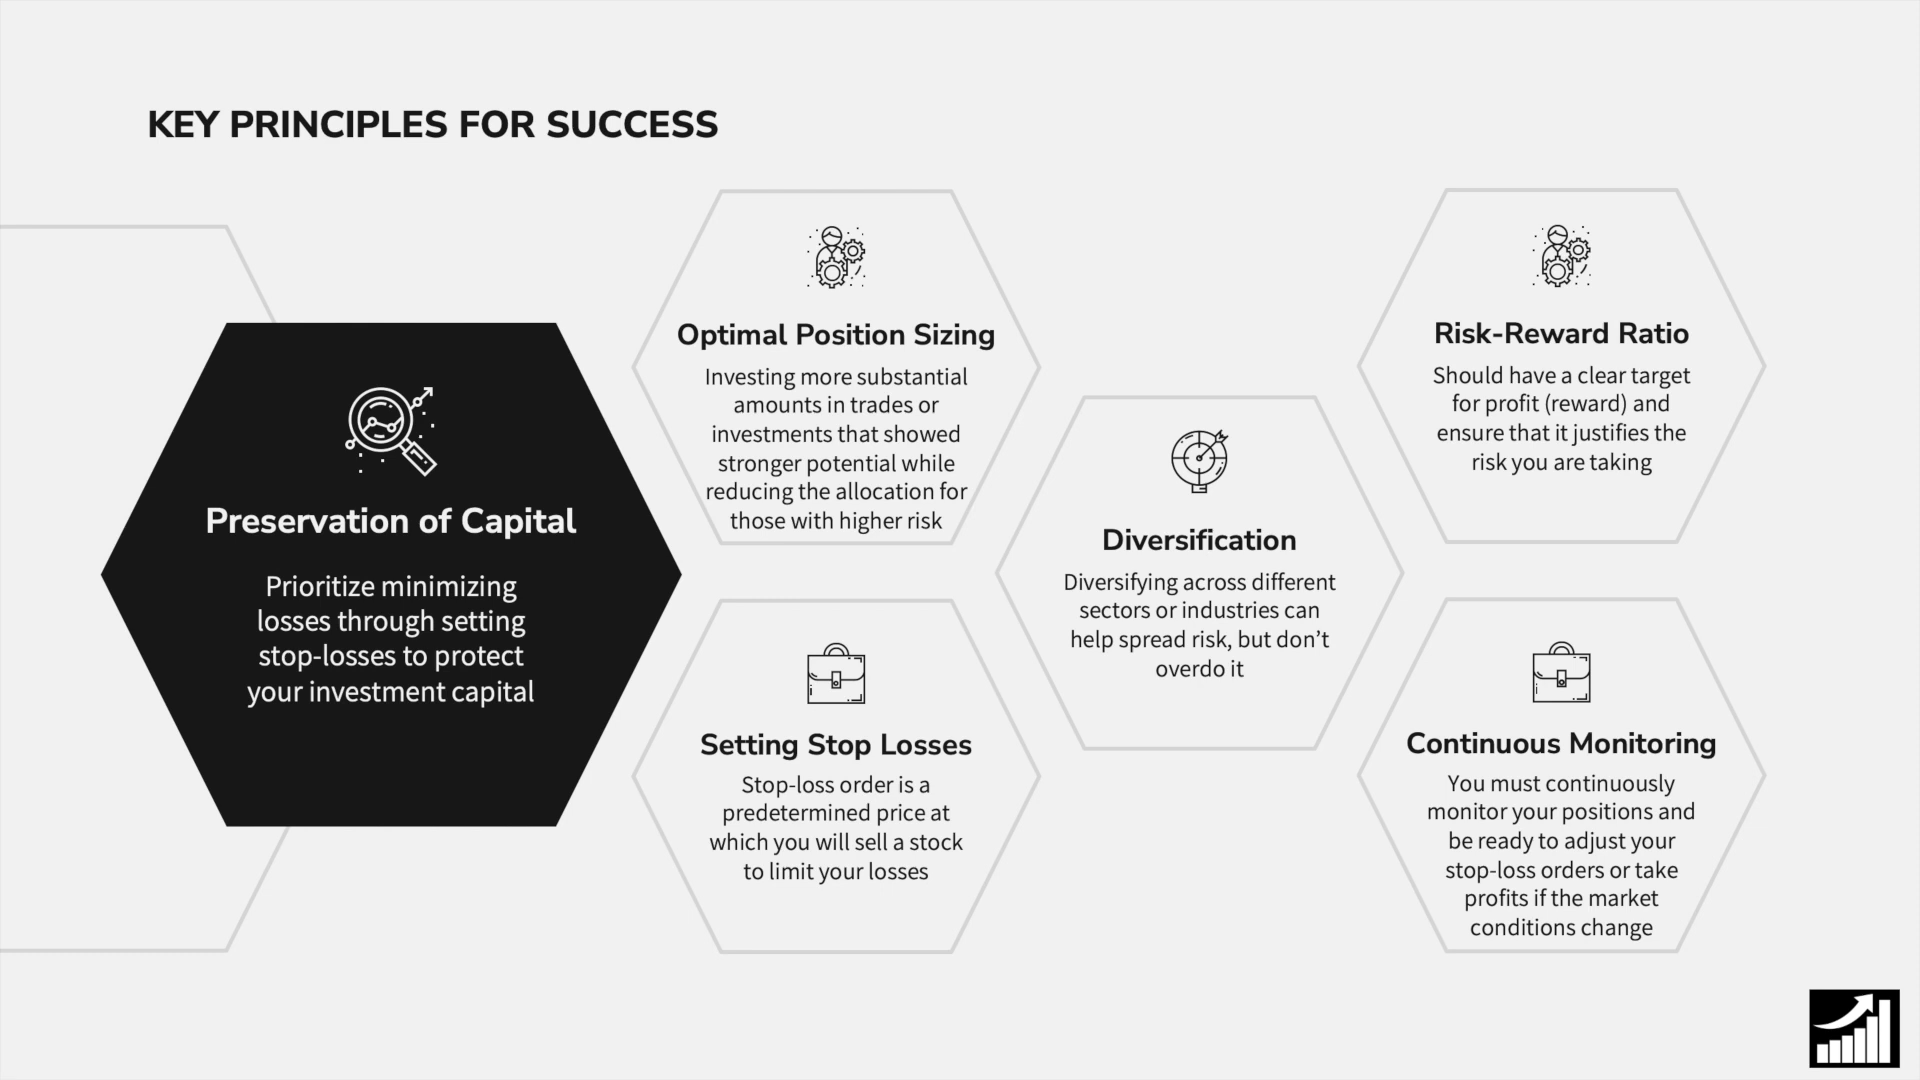 KEY PRINCIPLES FOR SUCCESS
Preservation of Capital
Prioritize minimizing
losses through setting
stop-losses to protect
your investment capital
Optimal Position Sizing
Investing more substantial
amounts in trades or
investments that showed
stronger potential while
reducing the allocation for
those with higher risk
Setting Stop Losses
Stop-loss order is a
predetermined price at
which you will sell a stock
to limit your losses
Diversification
Diversifying across different
sectors or industries can
help spread risk, but don’t
overdo it
Risk-Reward Ratio
Should have a clear target
for profit (reward) and
ensure that it justifies the
risk you are taking
Continuous Monitoring
You must continuously
monitor your positions and
be ready to adjust your
stop-loss orders or take
profits if the market
conditions change